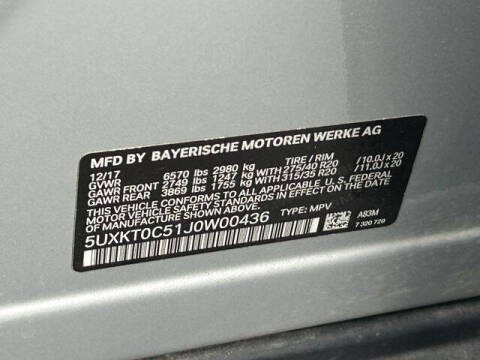 MFD BY BAYERISCHE MOTOREN WERKE AG
12/17 TIRE / RIM
GVWR 6570 lbs 2980 kg
GAWR FRONT 2749 lbs 1247 kg WITH 275/40 R20 /10.0J x 20
GAWR REAR 3869 lbs 1755 kg WITH 315/35 R20 /11.0J x 20
THIS VEHICLE CONFORMS TO ALL APPLICABLE U.S. FEDERAL
MOTOR VEHICLE SAFETY STANDARDS IN EFFECT ON THE DATE
OF MANUFACTURE SHOWN ABOVE.
5UXKT0C51J0W00436 TYPE: MPV
A83M
7 320 729